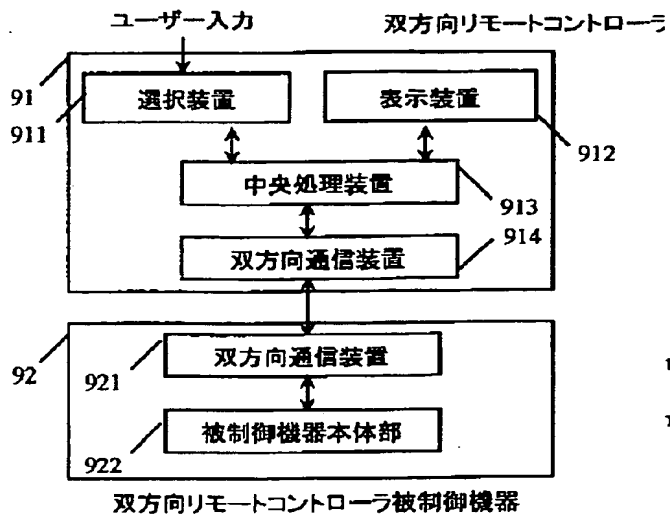 ユーザー入力
双方向リモートコントローラ
91
選択装置
表示装置
911
912
中央処理装置
913
914
双方向通信装置
双方向通信装置
92
921
被制御機器本体部
922
双方向リモートコントローラ被制御機器